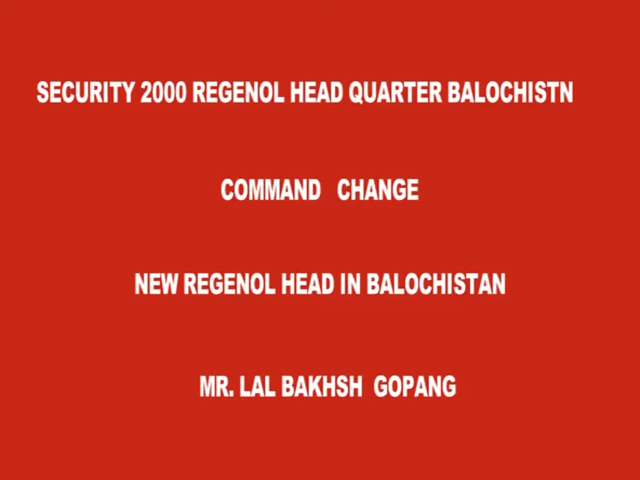 SECURITY 2000 REGENOL HEAD QUARTER BALOCHISTN
COMMAND CHANGE
NEW REGENOL HEAD IN BALOCHISTAN
MR. LAL BAKHSH GOPANG